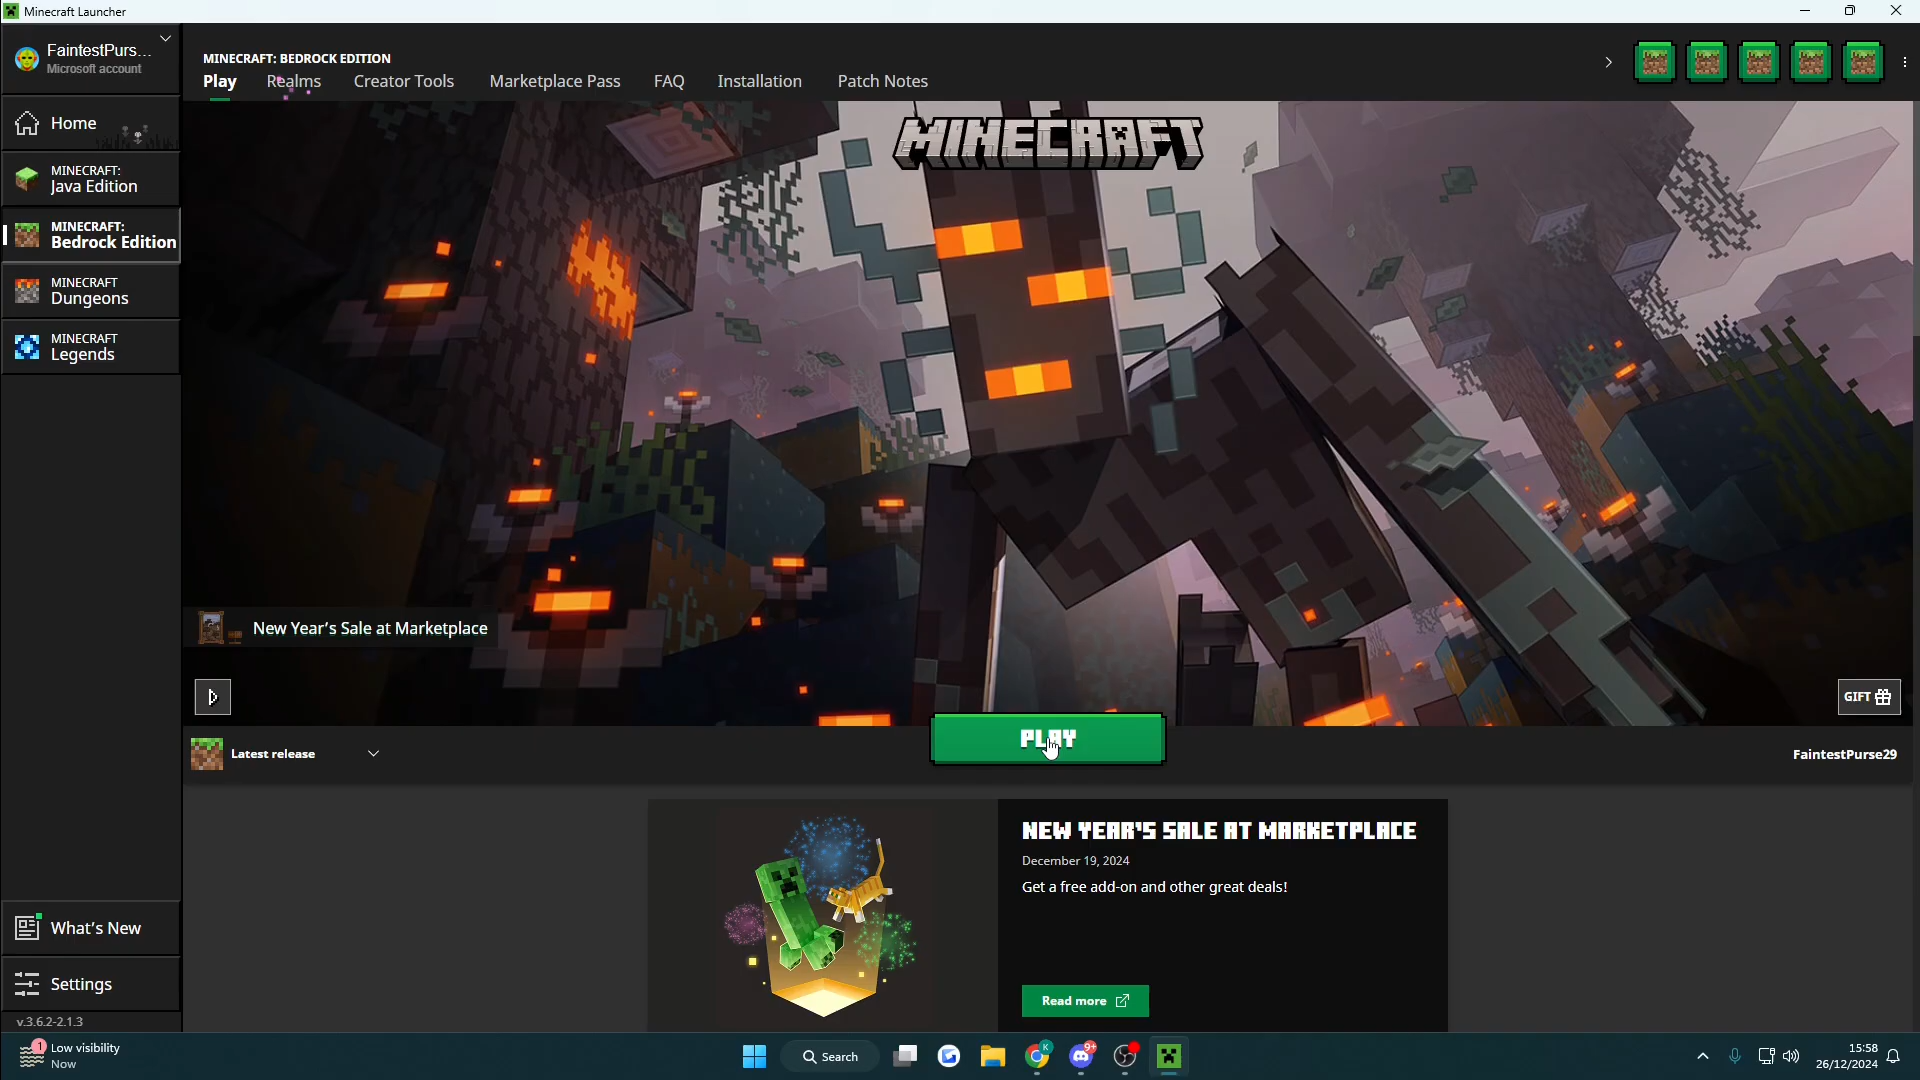 Minecraft Launcher
FaintestPurs...
Microsoft account
MINECRAFT: BEDROCK EDITION
Play Realms Creator Tools Marketplace Pass FAQ Installation Patch Notes
Home
MINECRAFT:
Java Edition
MINECRAFT:
Bedrock Edition
MINECRAFT
Dungeons
MINECRAFT
Legends
MINECRAFT
New Year's Sale at Marketplace
GIFT
Latest release
PLAY
FaintestPurse29
NEW YEAR'S SALE AT MARKETPLACE
December 19, 2024
Get a free add-on and other great deals!
Read more
What's New
Settings
v.3.6.2-2.1.3
1
Low visibility
Now
Search
K
9+
15:58
26/12/2024